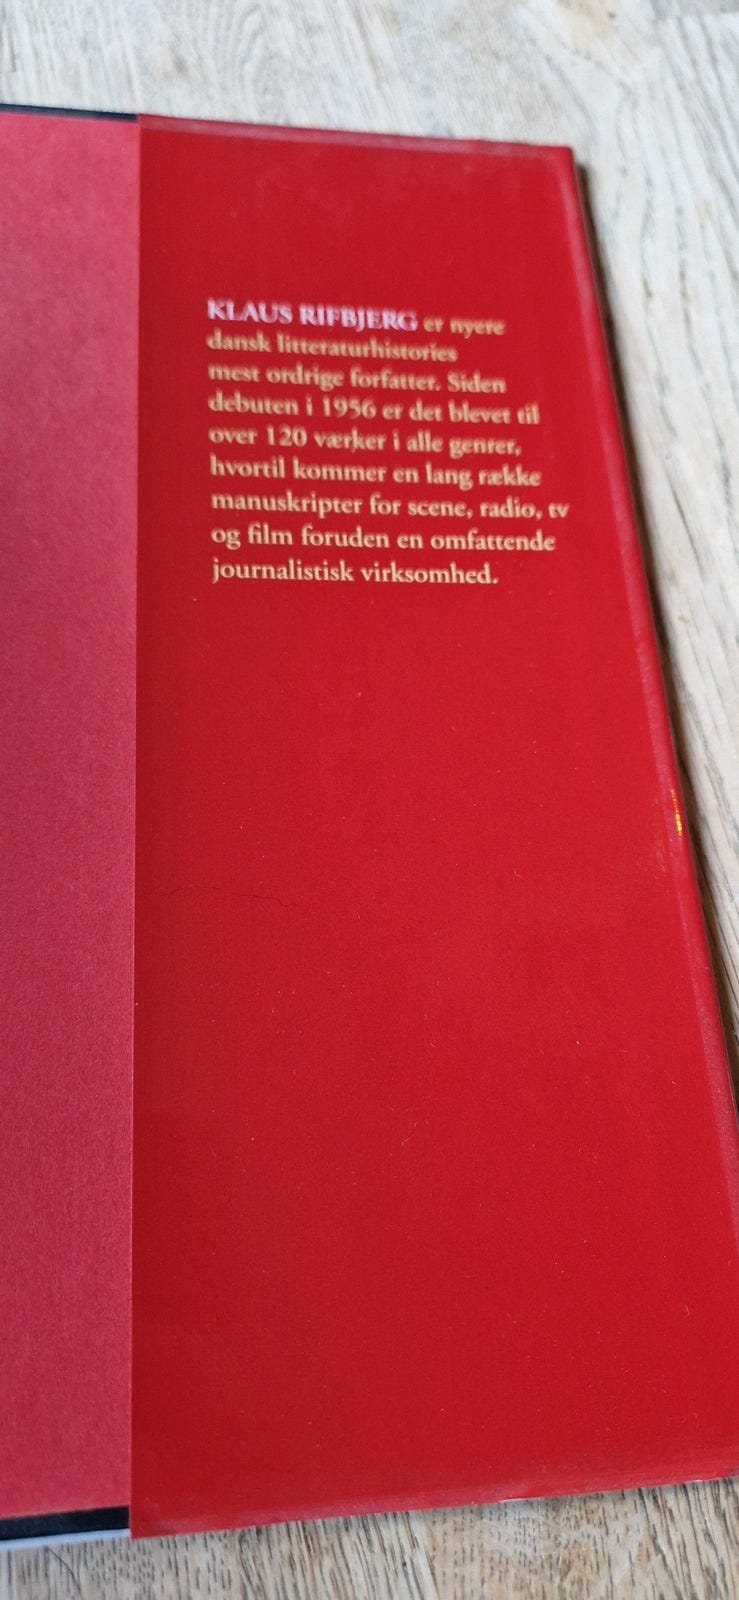 KLAUS RIFBJERG er nyere
dansk litteraturhistories
mest ordrige forfatter. Siden
debuten i 1956 er det blevet til
over 120 værker i alle genrer,
hvortil kommer en lang række
manuskripter for scene, radio, tv
og film foruden en omfattende
journalistisk virksomhed.